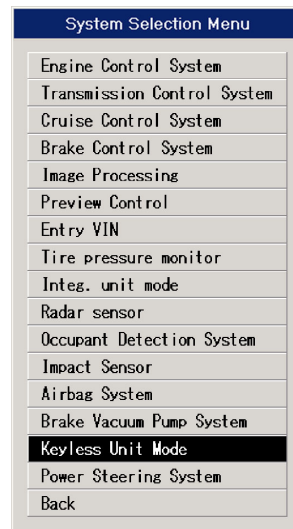 System Selection Menu
Engine Control System
Transmission Control System
Cruise Control System
Brake Control System
Image Processing
Preview Control
Entry VIN
Tire pressure monitor
Integ. unit mode
Radar sensor
Occupant Detection System
Impact Sensor
Airbag System
Brake Vacuum Pump System
Keyless Unit Mode
Power Steering System
Back